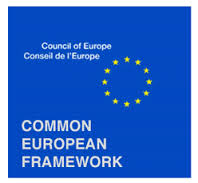 Council of Europe
Conseil de l'Europe
COMMON
EUROPEAN
FRAMEWORK